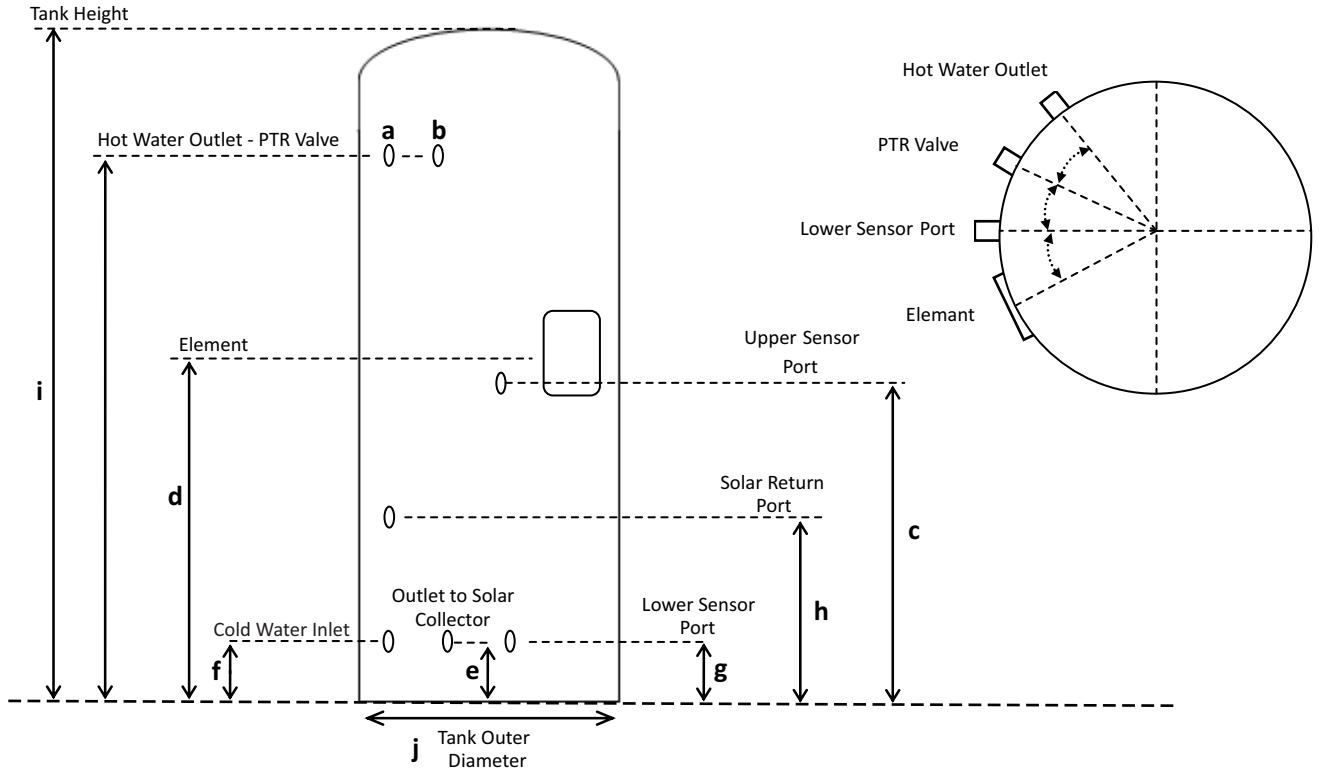 Tank Height
Hot Water Outlet
Hot Water Outlet - PTR Valve
a
b
PTR Valve
Lower Sensor Port
Elemant
Element
Upper Sensor
Port
i
d
Solar Return
Port
c
Outlet to Solar
Collector
Lower Sensor
Port
h
Cold Water Inlet
f
e
g
j
Tank Outer
Diameter